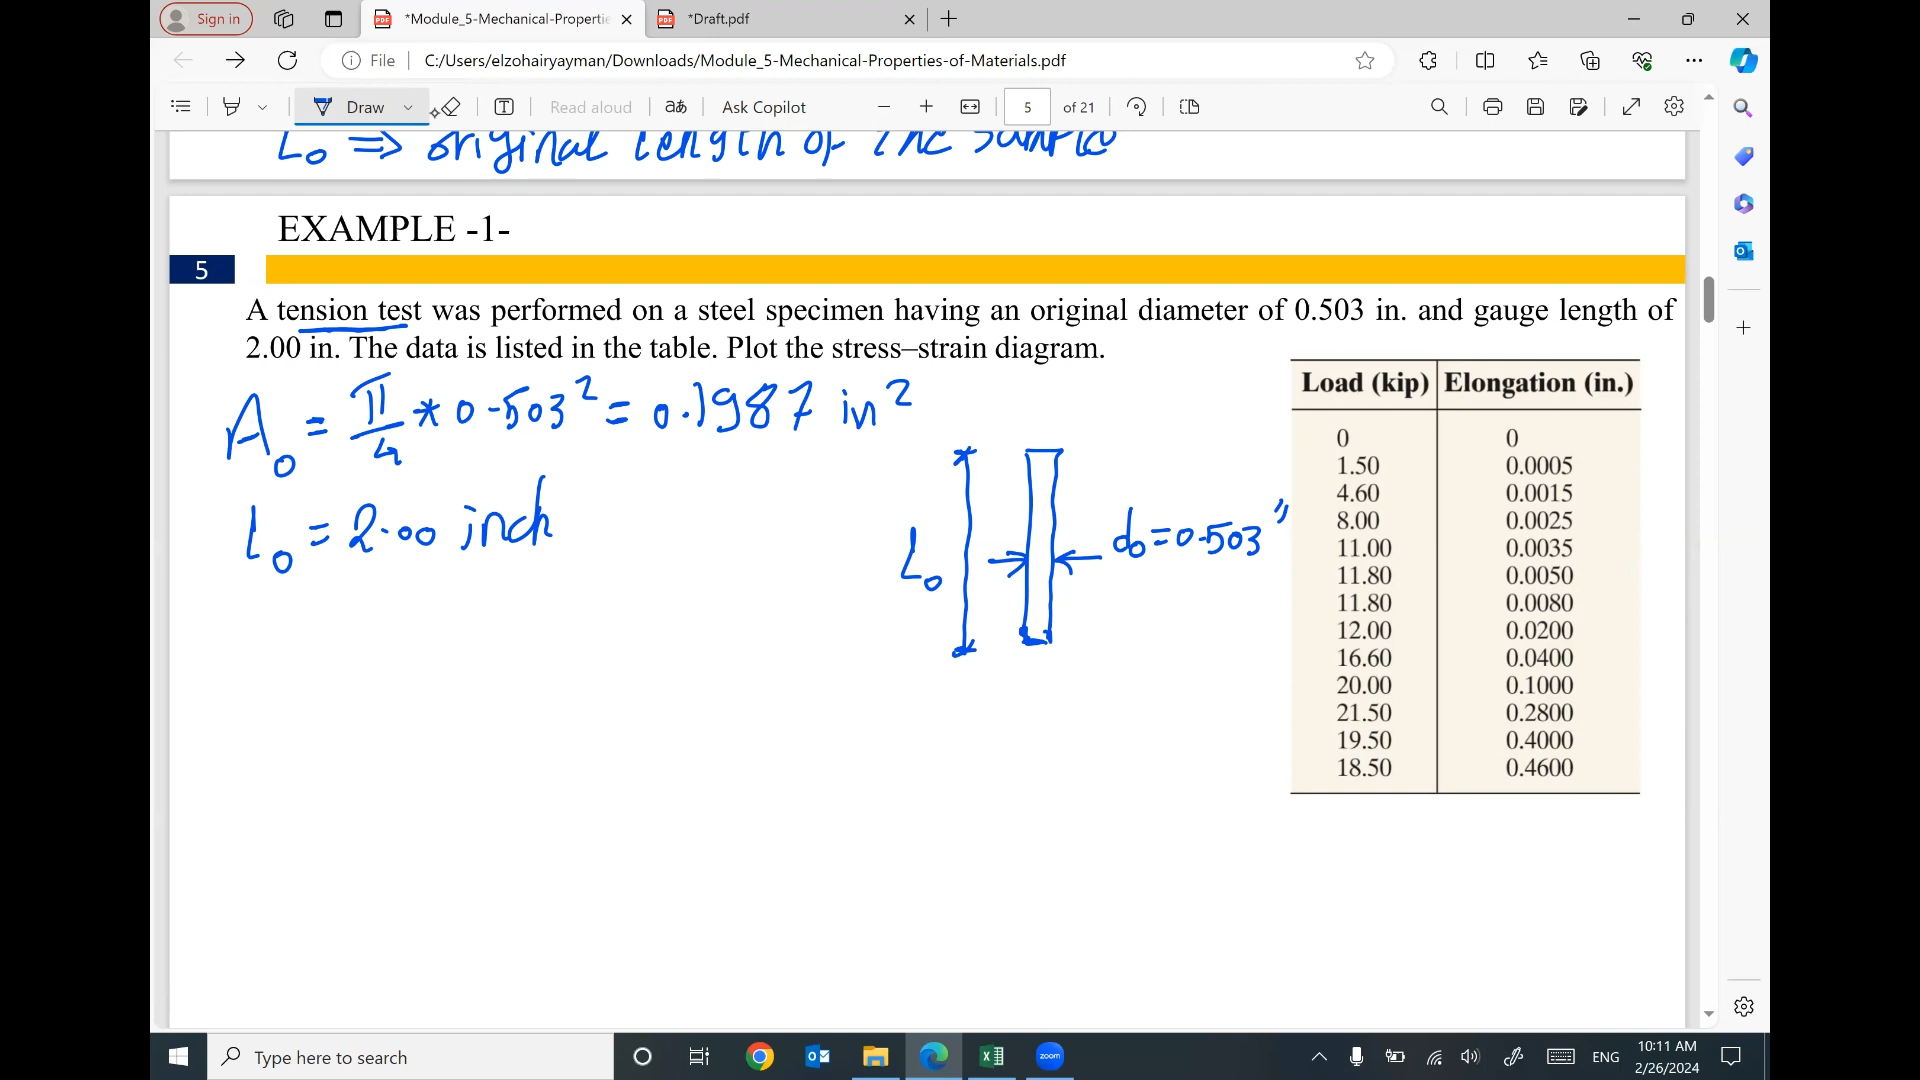 Sign in
*Module_5-Mechanical-Propertie
*Draft.pdf
File
C:/Users/elzohairyayman/Downloads/Module_5-Mechanical-Properties-of-Materials.pdf
Draw
Read aloud
aあ
Ask Copilot
5
of 21
Lo ⇒ original length of the sample
EXAMPLE -1-
5
A tension test was performed on a steel specimen having an original diameter of 0.503 in. and gauge length of
2.00 in. The data is listed in the table. Plot the stress–strain diagram.
A₀ = π/4 * 0.503² = 0.1987 in²
L₀ = 2.00 inch
L₀
d₀ = 0.503"
Load (kip) Elongation (in.)
0 0
1.50 0.0005
4.60 0.0015
8.00 0.0025
11.00 0.0035
11.80 0.0050
11.80 0.0080
12.00 0.0200
16.60 0.0400
20.00 0.1000
21.50 0.2800
19.50 0.4000
18.50 0.4600
Type here to search
zoom
ENG
10:11 AM
2/26/2024